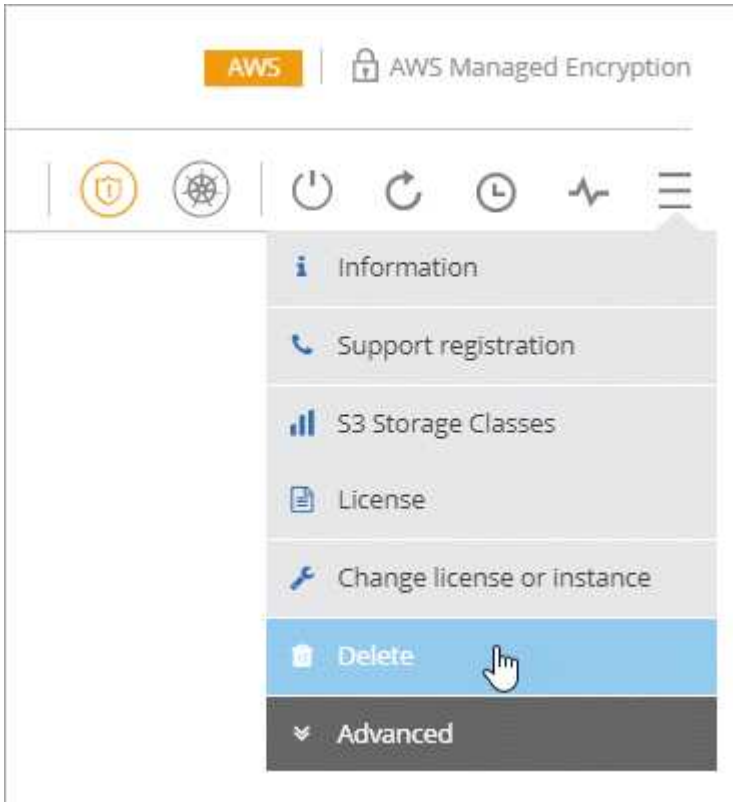 AWS
AWS Managed Encryption
Information
Support registration
S3 Storage Classes
License
Change license or instance
Delete
Advanced